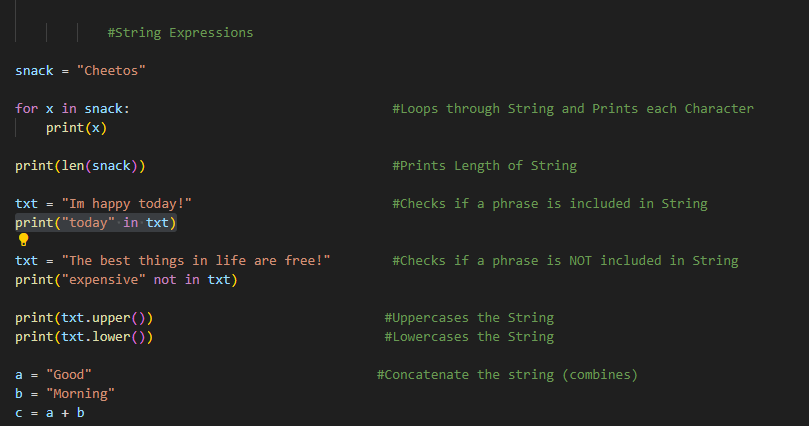 #String Expressions
snack = "Cheetos"
for x in snack: #Loops through String and Prints each Character
print(x)
print(len(snack)) #Prints Length of String
txt = "Im happy today!" #Checks if a phrase is included in String
print("today" in txt)
txt = "The best things in life are free!" #Checks if a phrase is NOT included in String
print("expensive" not in txt)
print(txt.upper()) #Uppercases the String
print(txt.lower()) #Lowercases the String
a = "Good" #Concatenate the string (combines)
b = "Morning"
c = a + b